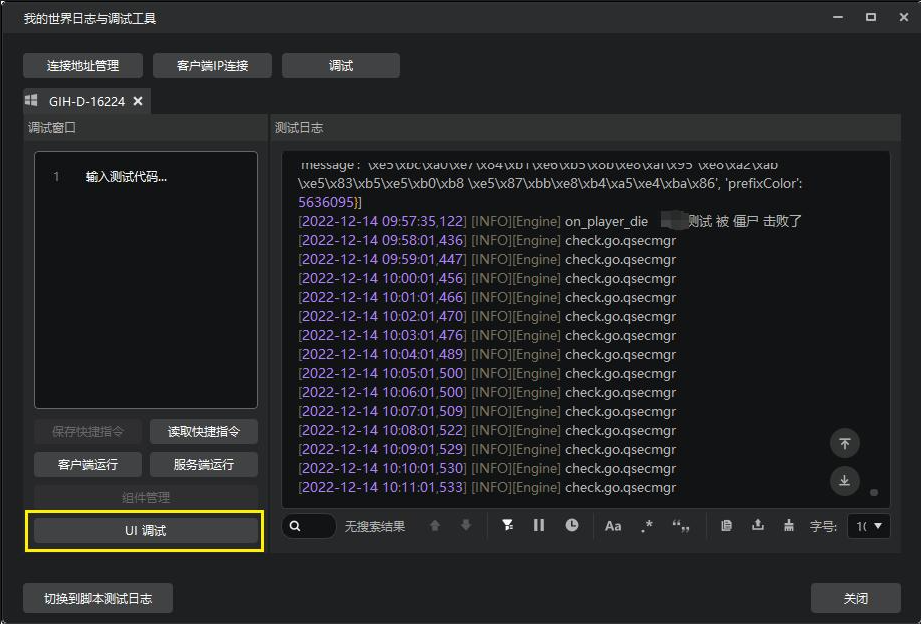 我的世界日志与调试工具
连接地址管理
客户端IP连接
调试
GIH-D-16224
调试窗口
测试日志
1 输入测试代码...
'message': '\xe5\xbc\xa0\xe7\x84\xb1\xe6\xb5\x8b\xe8\xaf\x95 \xe8\xa2\xab
\xe5\x83\xb5\xe5\xb0\xb8 \xe5\x87\xbb\xe8\xb4\xa5\xe4\xba\x86', 'prefixColor':
5636095}]
[2022-12-14 09:57:35,122] [INFO][Engine] on_player_die 测试 被 僵尸 击败了
[2022-12-14 09:58:01,436] [INFO][Engine] check.go.qsecmgr
[2022-12-14 09:59:01,447] [INFO][Engine] check.go.qsecmgr
[2022-12-14 10:00:01,456] [INFO][Engine] check.go.qsecmgr
[2022-12-14 10:01:01,466] [INFO][Engine] check.go.qsecmgr
[2022-12-14 10:02:01,470] [INFO][Engine] check.go.qsecmgr
[2022-12-14 10:03:01,476] [INFO][Engine] check.go.qsecmgr
[2022-12-14 10:04:01,489] [INFO][Engine] check.go.qsecmgr
[2022-12-14 10:05:01,500] [INFO][Engine] check.go.qsecmgr
[2022-12-14 10:06:01,500] [INFO][Engine] check.go.qsecmgr
[2022-12-14 10:07:01,509] [INFO][Engine] check.go.qsecmgr
[2022-12-14 10:08:01,522] [INFO][Engine] check.go.qsecmgr
[2022-12-14 10:09:01,529] [INFO][Engine] check.go.qsecmgr
[2022-12-14 10:10:01,530] [INFO][Engine] check.go.qsecmgr
[2022-12-14 10:11:01,533] [INFO][Engine] check.go.qsecmgr
保存快捷指令
读取快捷指令
客户端运行
服务端运行
组件管理
UI 调试
无搜索结果
Aa
.*
“”,,
字号:
切换到脚本测试日志
关闭